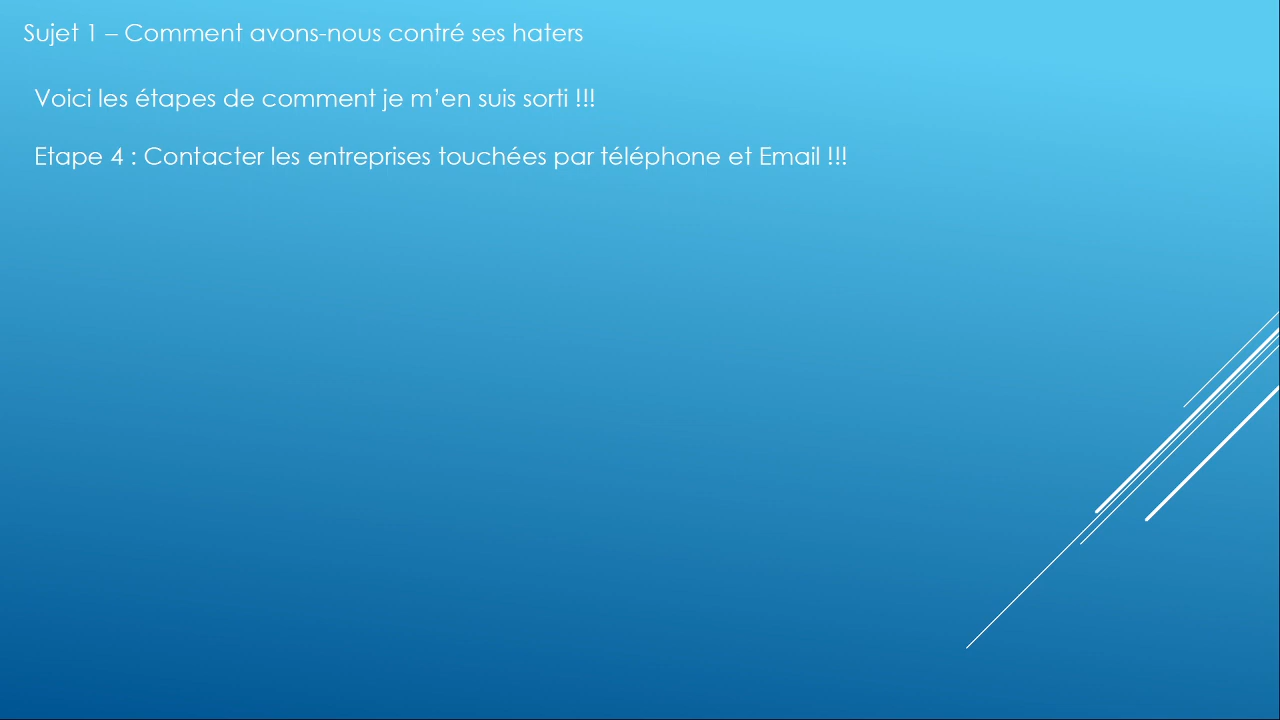 Sujet 1 – Comment avons-nous contré ses haters
Voici les étapes de comment je m’en suis sorti !!!
Etape 4 : Contacter les entreprises touchées par téléphone et Email !!!